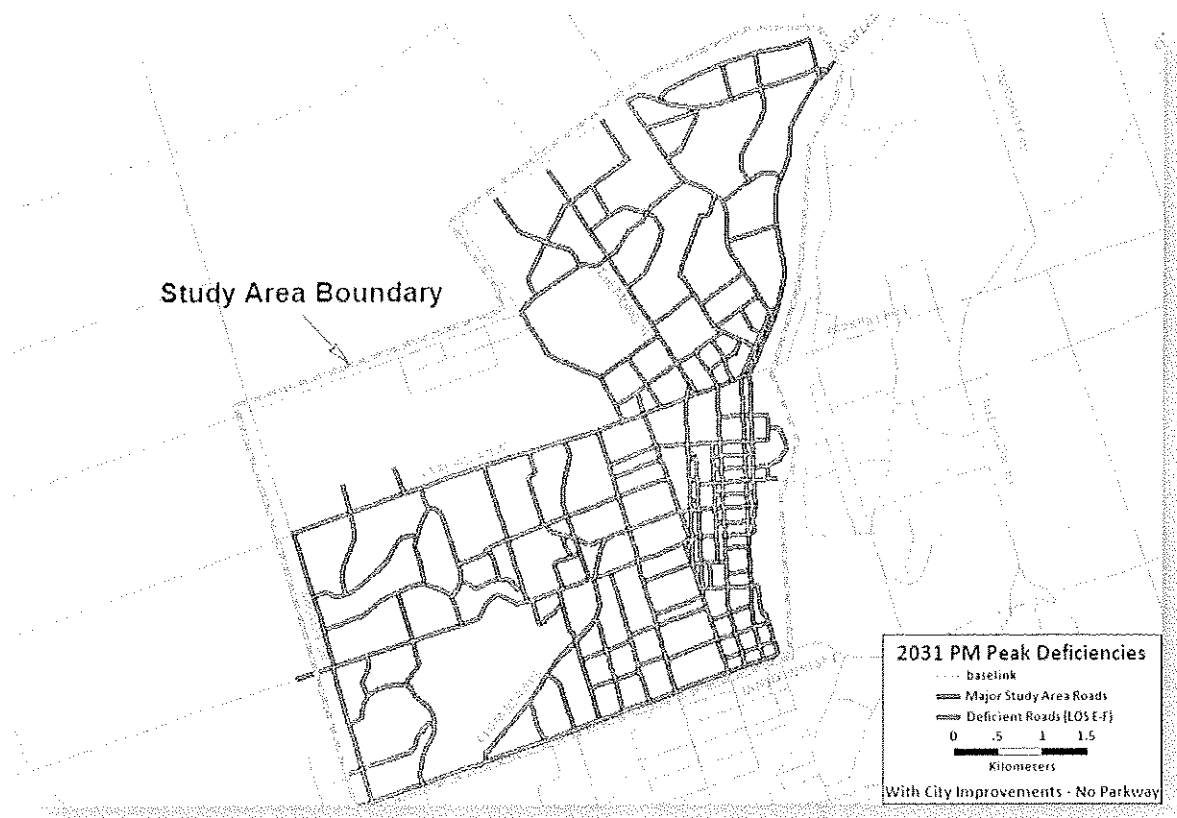 Study Area Boundary
2031 PM Peak Deficiencies
baselink
Major Study Area Roads
Deficient Roads (LOS E-F)
0 .5 1 1.5
Kilometers
With City Improvements - No Parkway